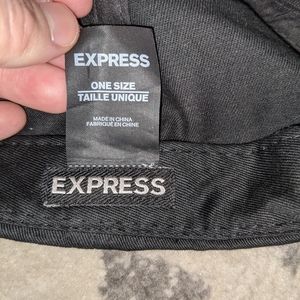 EXPRESS
ONE SIZE
TAILLE UNIQUE
MADE IN CHINA
FABRIQUÉ EN CHINE
EXPRESS